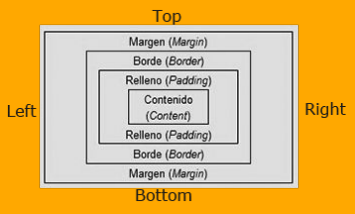 Top
Margen (Margin)
Borde (Border)
Relleno (Padding)
Left
Contenido
(Content)
Right
Relleno (Padding)
Borde (Border)
Margen (Margin)
Bottom